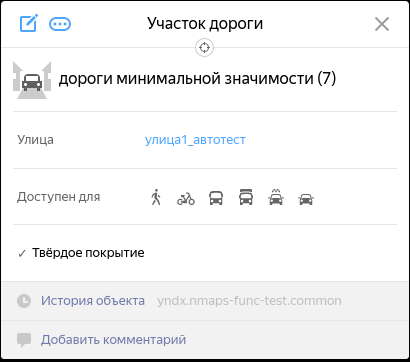 Участок дороги
дороги минимальной значимости (7)
Улица улица1_автотест
Доступен для
✓ Твёрдое покрытие
История объекта yndx.nmaps-func-test.common
Добавить комментарий